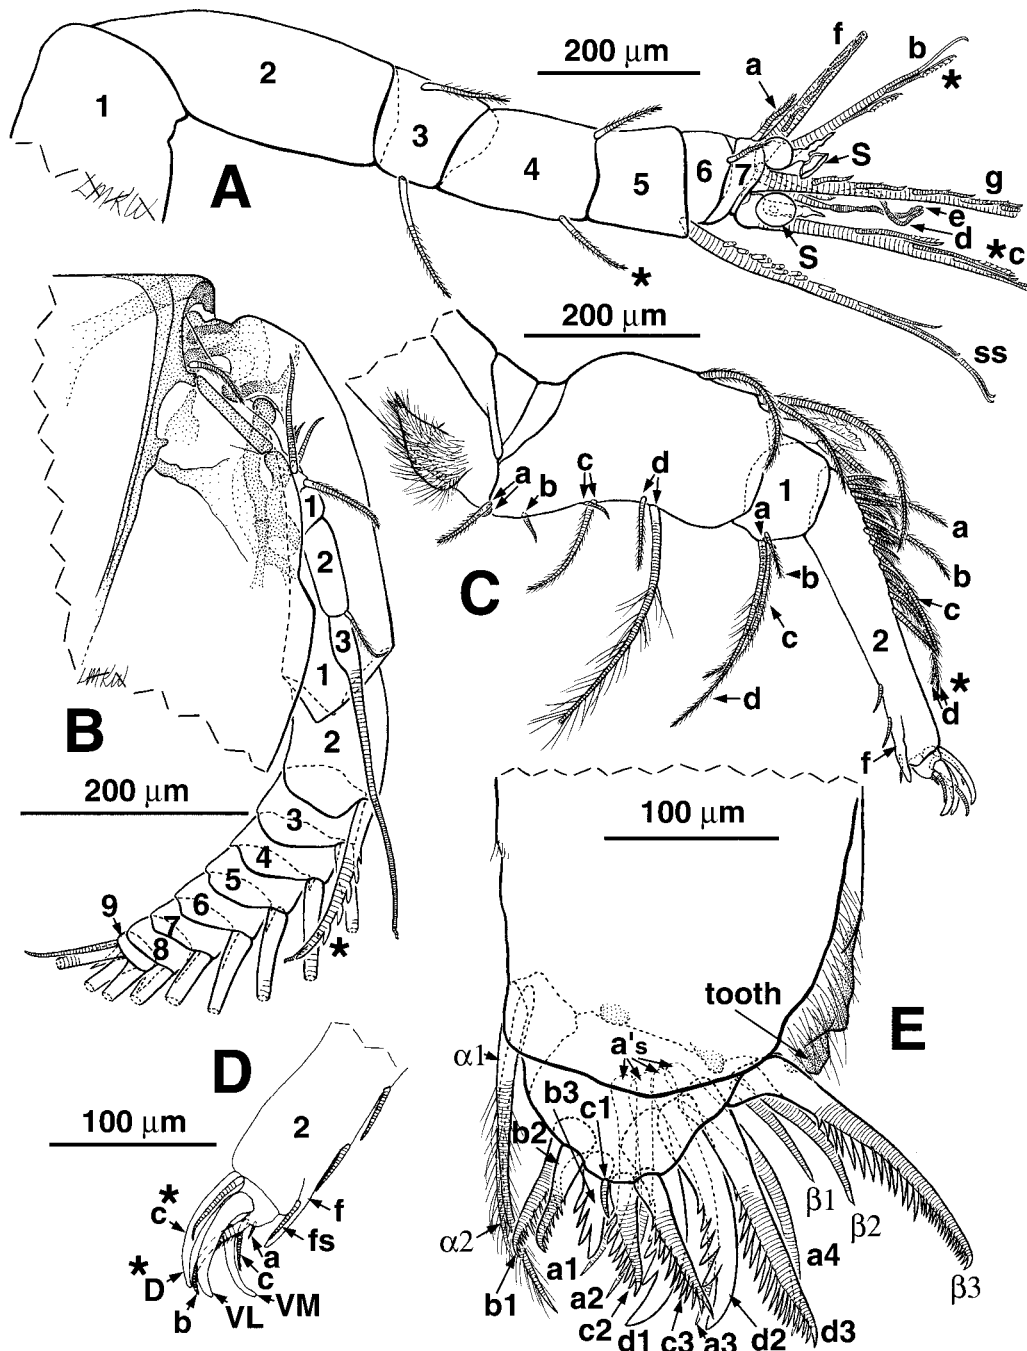 200 µm
f
b
a
*
1
2
3
4
5
6
7
S
g
e
d
*c
S
A
*
ss
200 µm
1
2
3
1
2
3
4
5
6
7
8
9
B
200 µm
*
a
b
c
d
1
a
b
c
d
C
2
a
b
c
*
d
f
D
100 µm
2
*
c
f
fs
a
c
*D
b
VL
VM
100 µm
tooth
E
α1
a's
b3
c1
b2
α2
b1
a1
a2
c2
d1
c3
a3
d2
d3
a4
β1
β2
β3